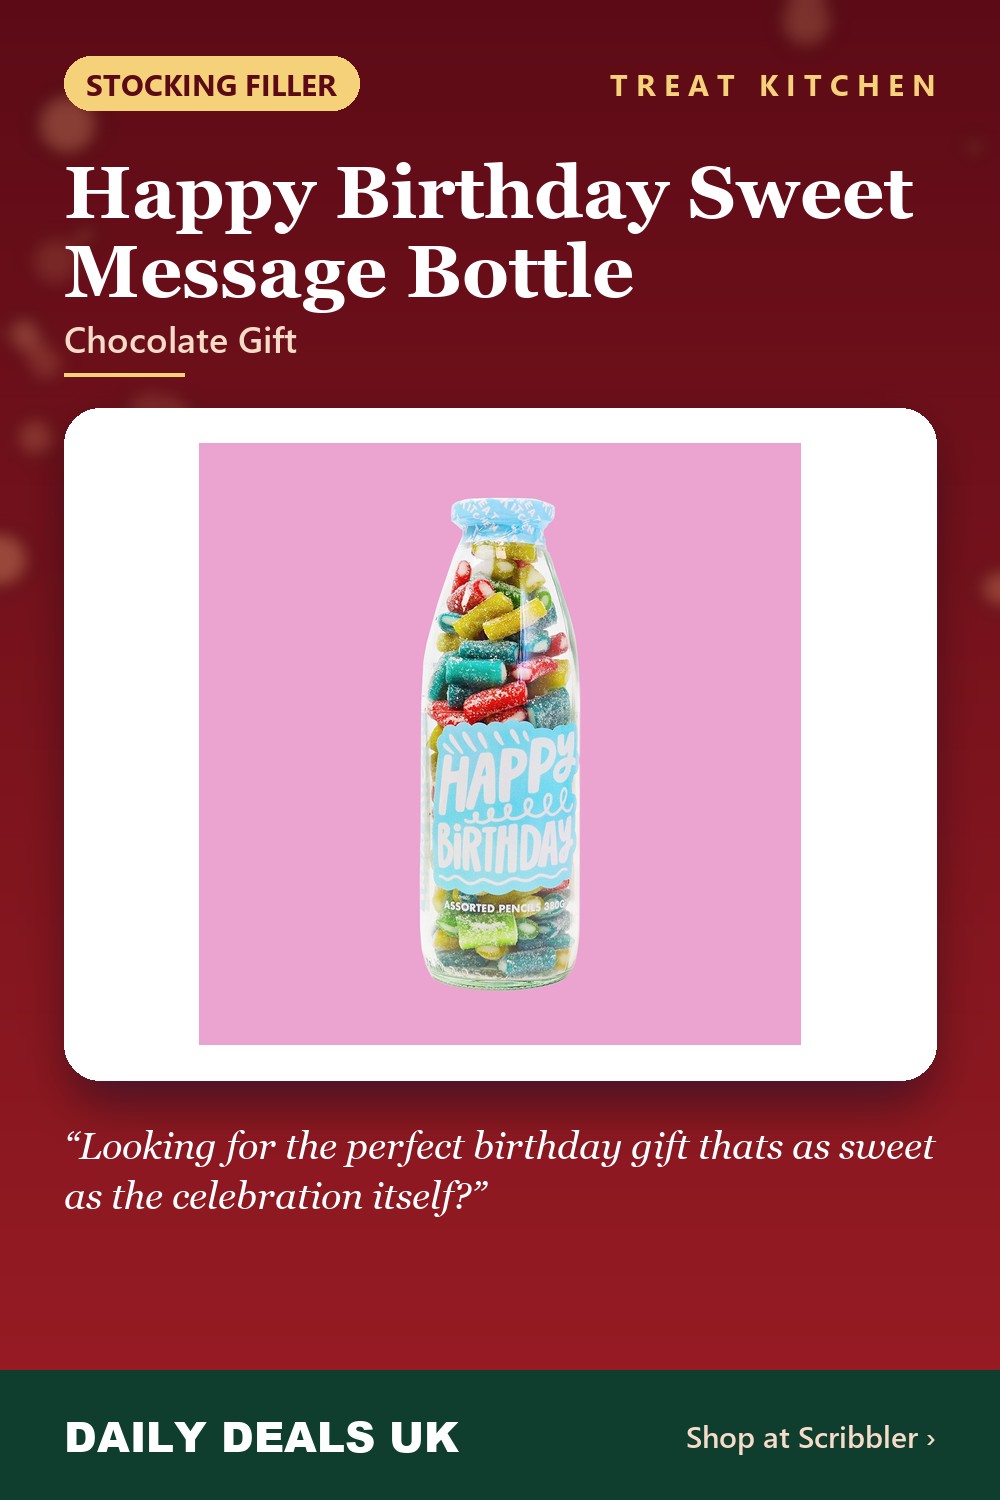 STOCKING FILLER
TREAT KITCHEN
Happy Birthday Sweet
Message Bottle
Chocolate Gift
HAPPY
BIRTHDAY
ASSORTED PENCILS 380G
“Looking for the perfect birthday gift thats as sweet
as the celebration itself?”
DAILY DEALS UK
Shop at Scribbler ›